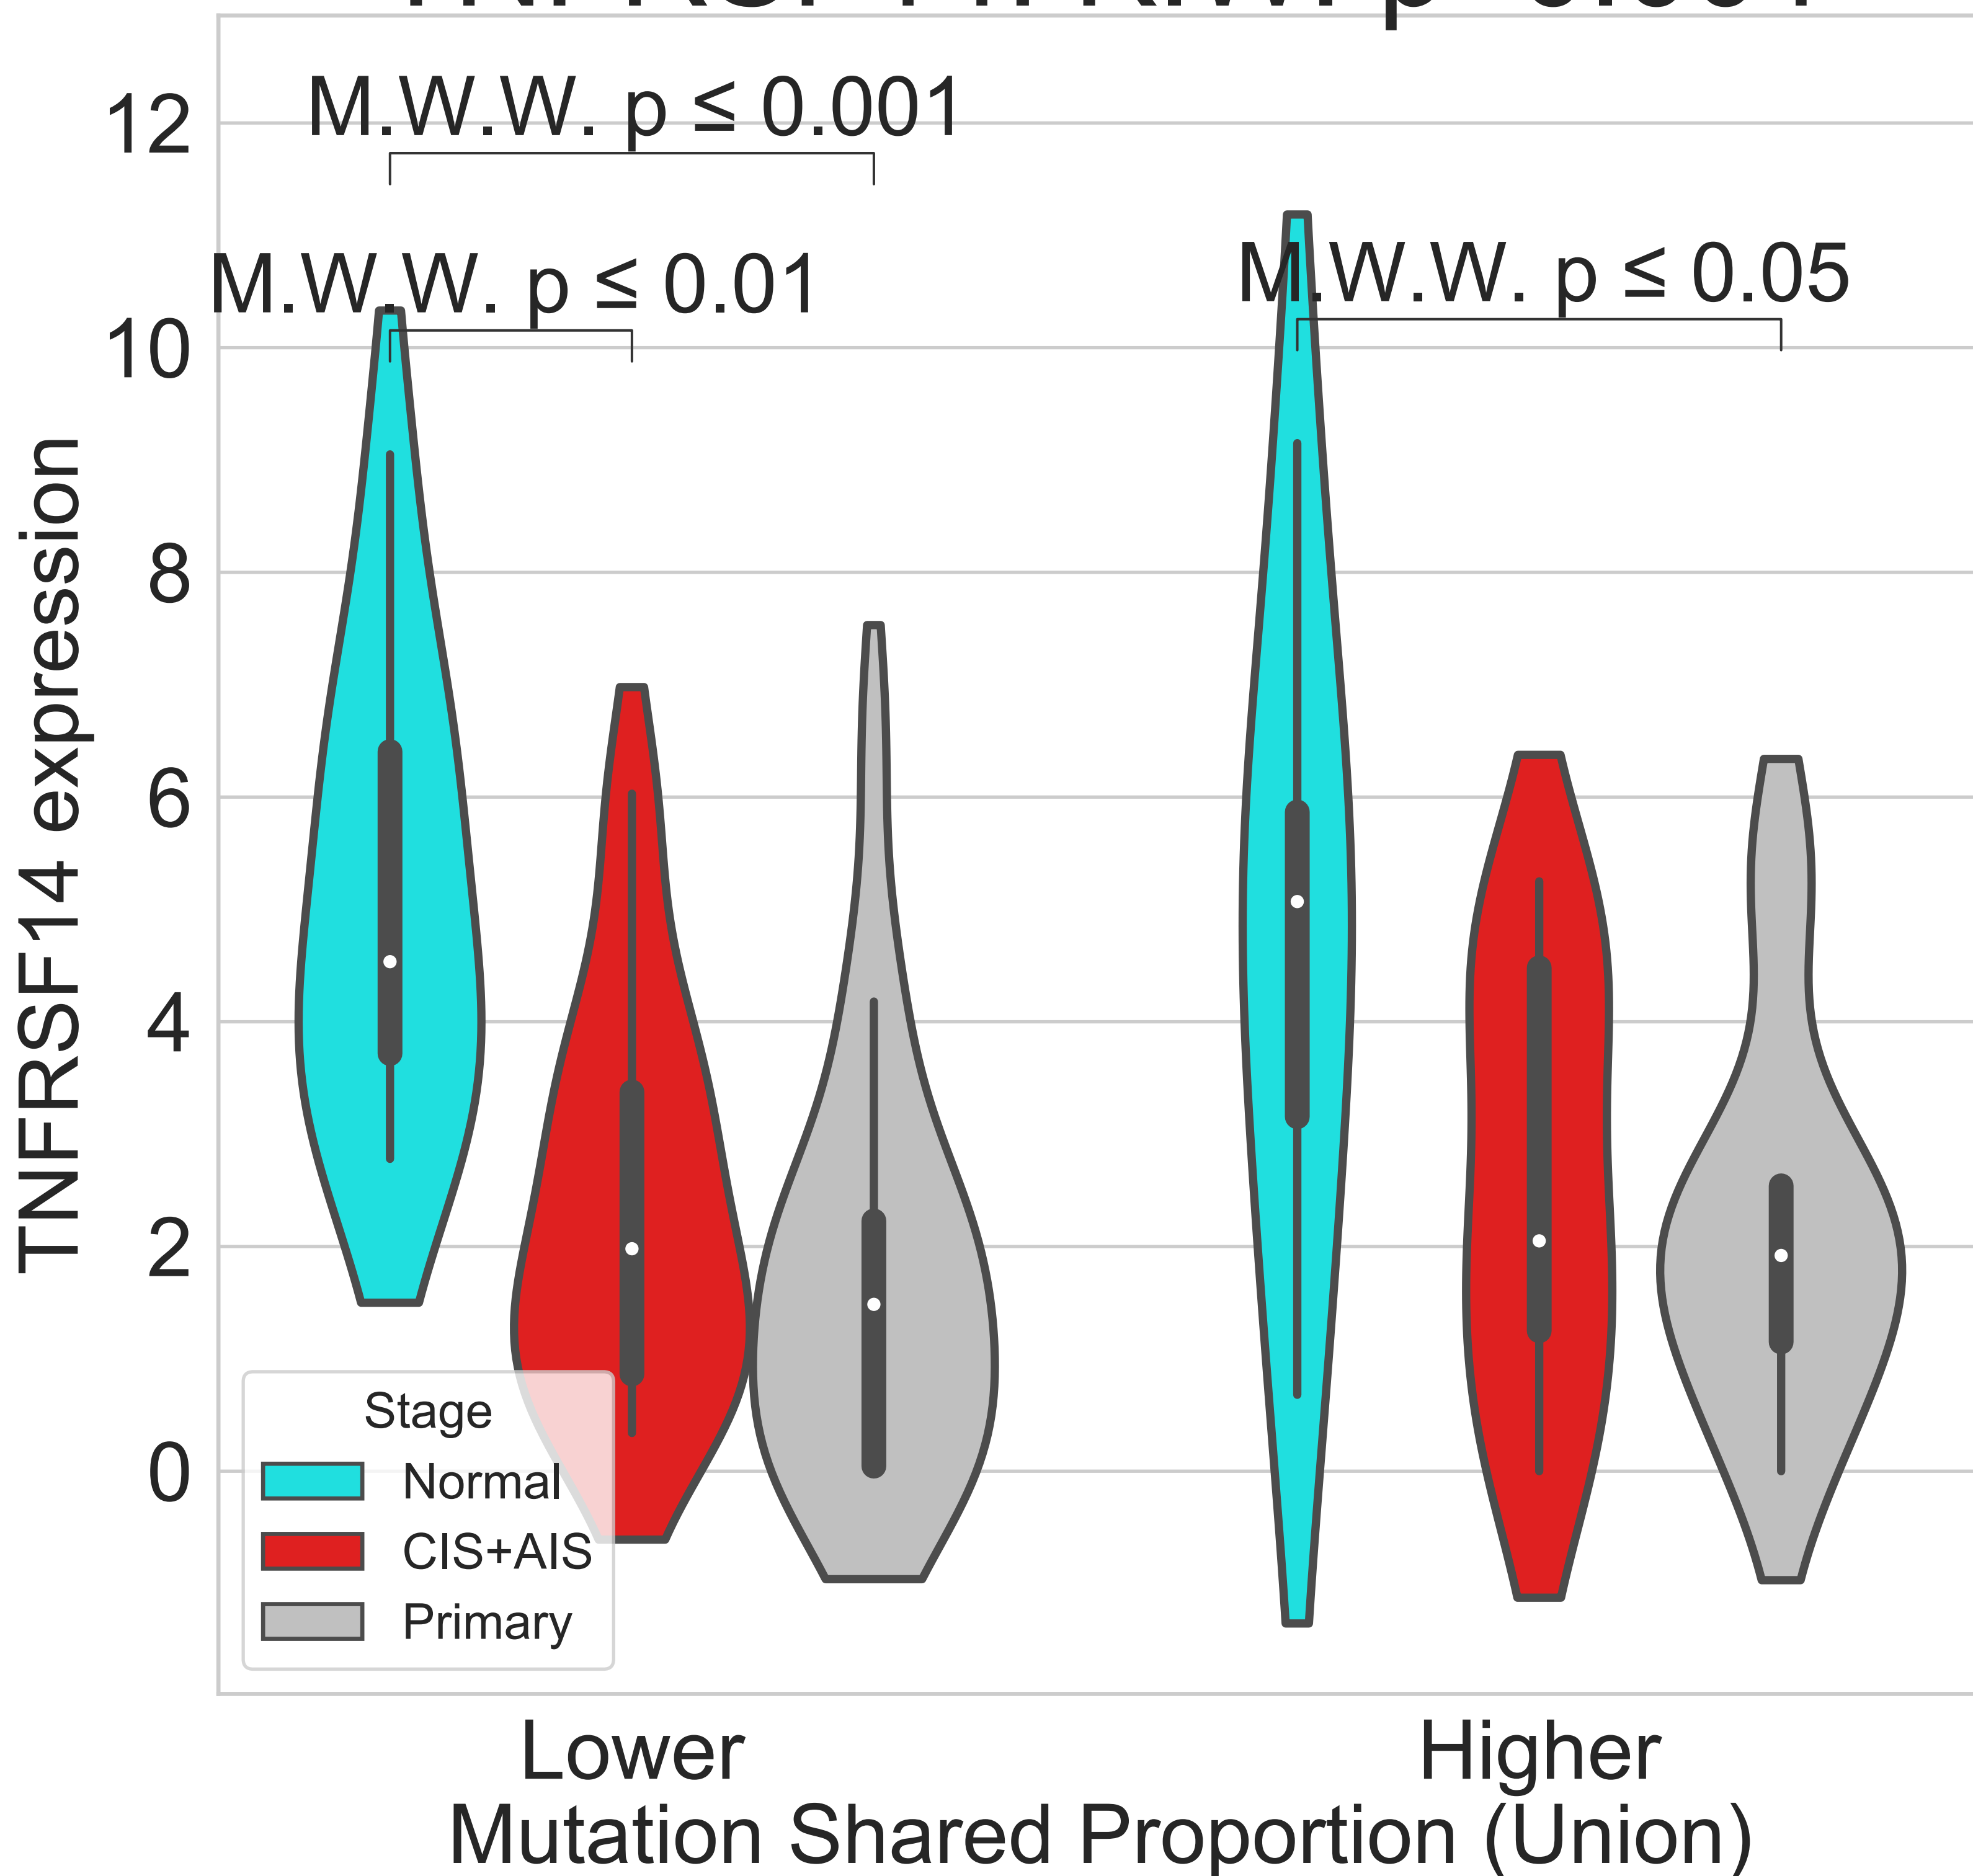 M.W.W. p ≤ 0.001
M.W.W. p ≤ 0.01
M.W.W. p ≤ 0.05
12
10
8
6
4
2
0
TNFRSF14 expression
Stage
Normal
CIS+AIS
Primary
Lower
Higher
Mutation Shared Proportion (Union)